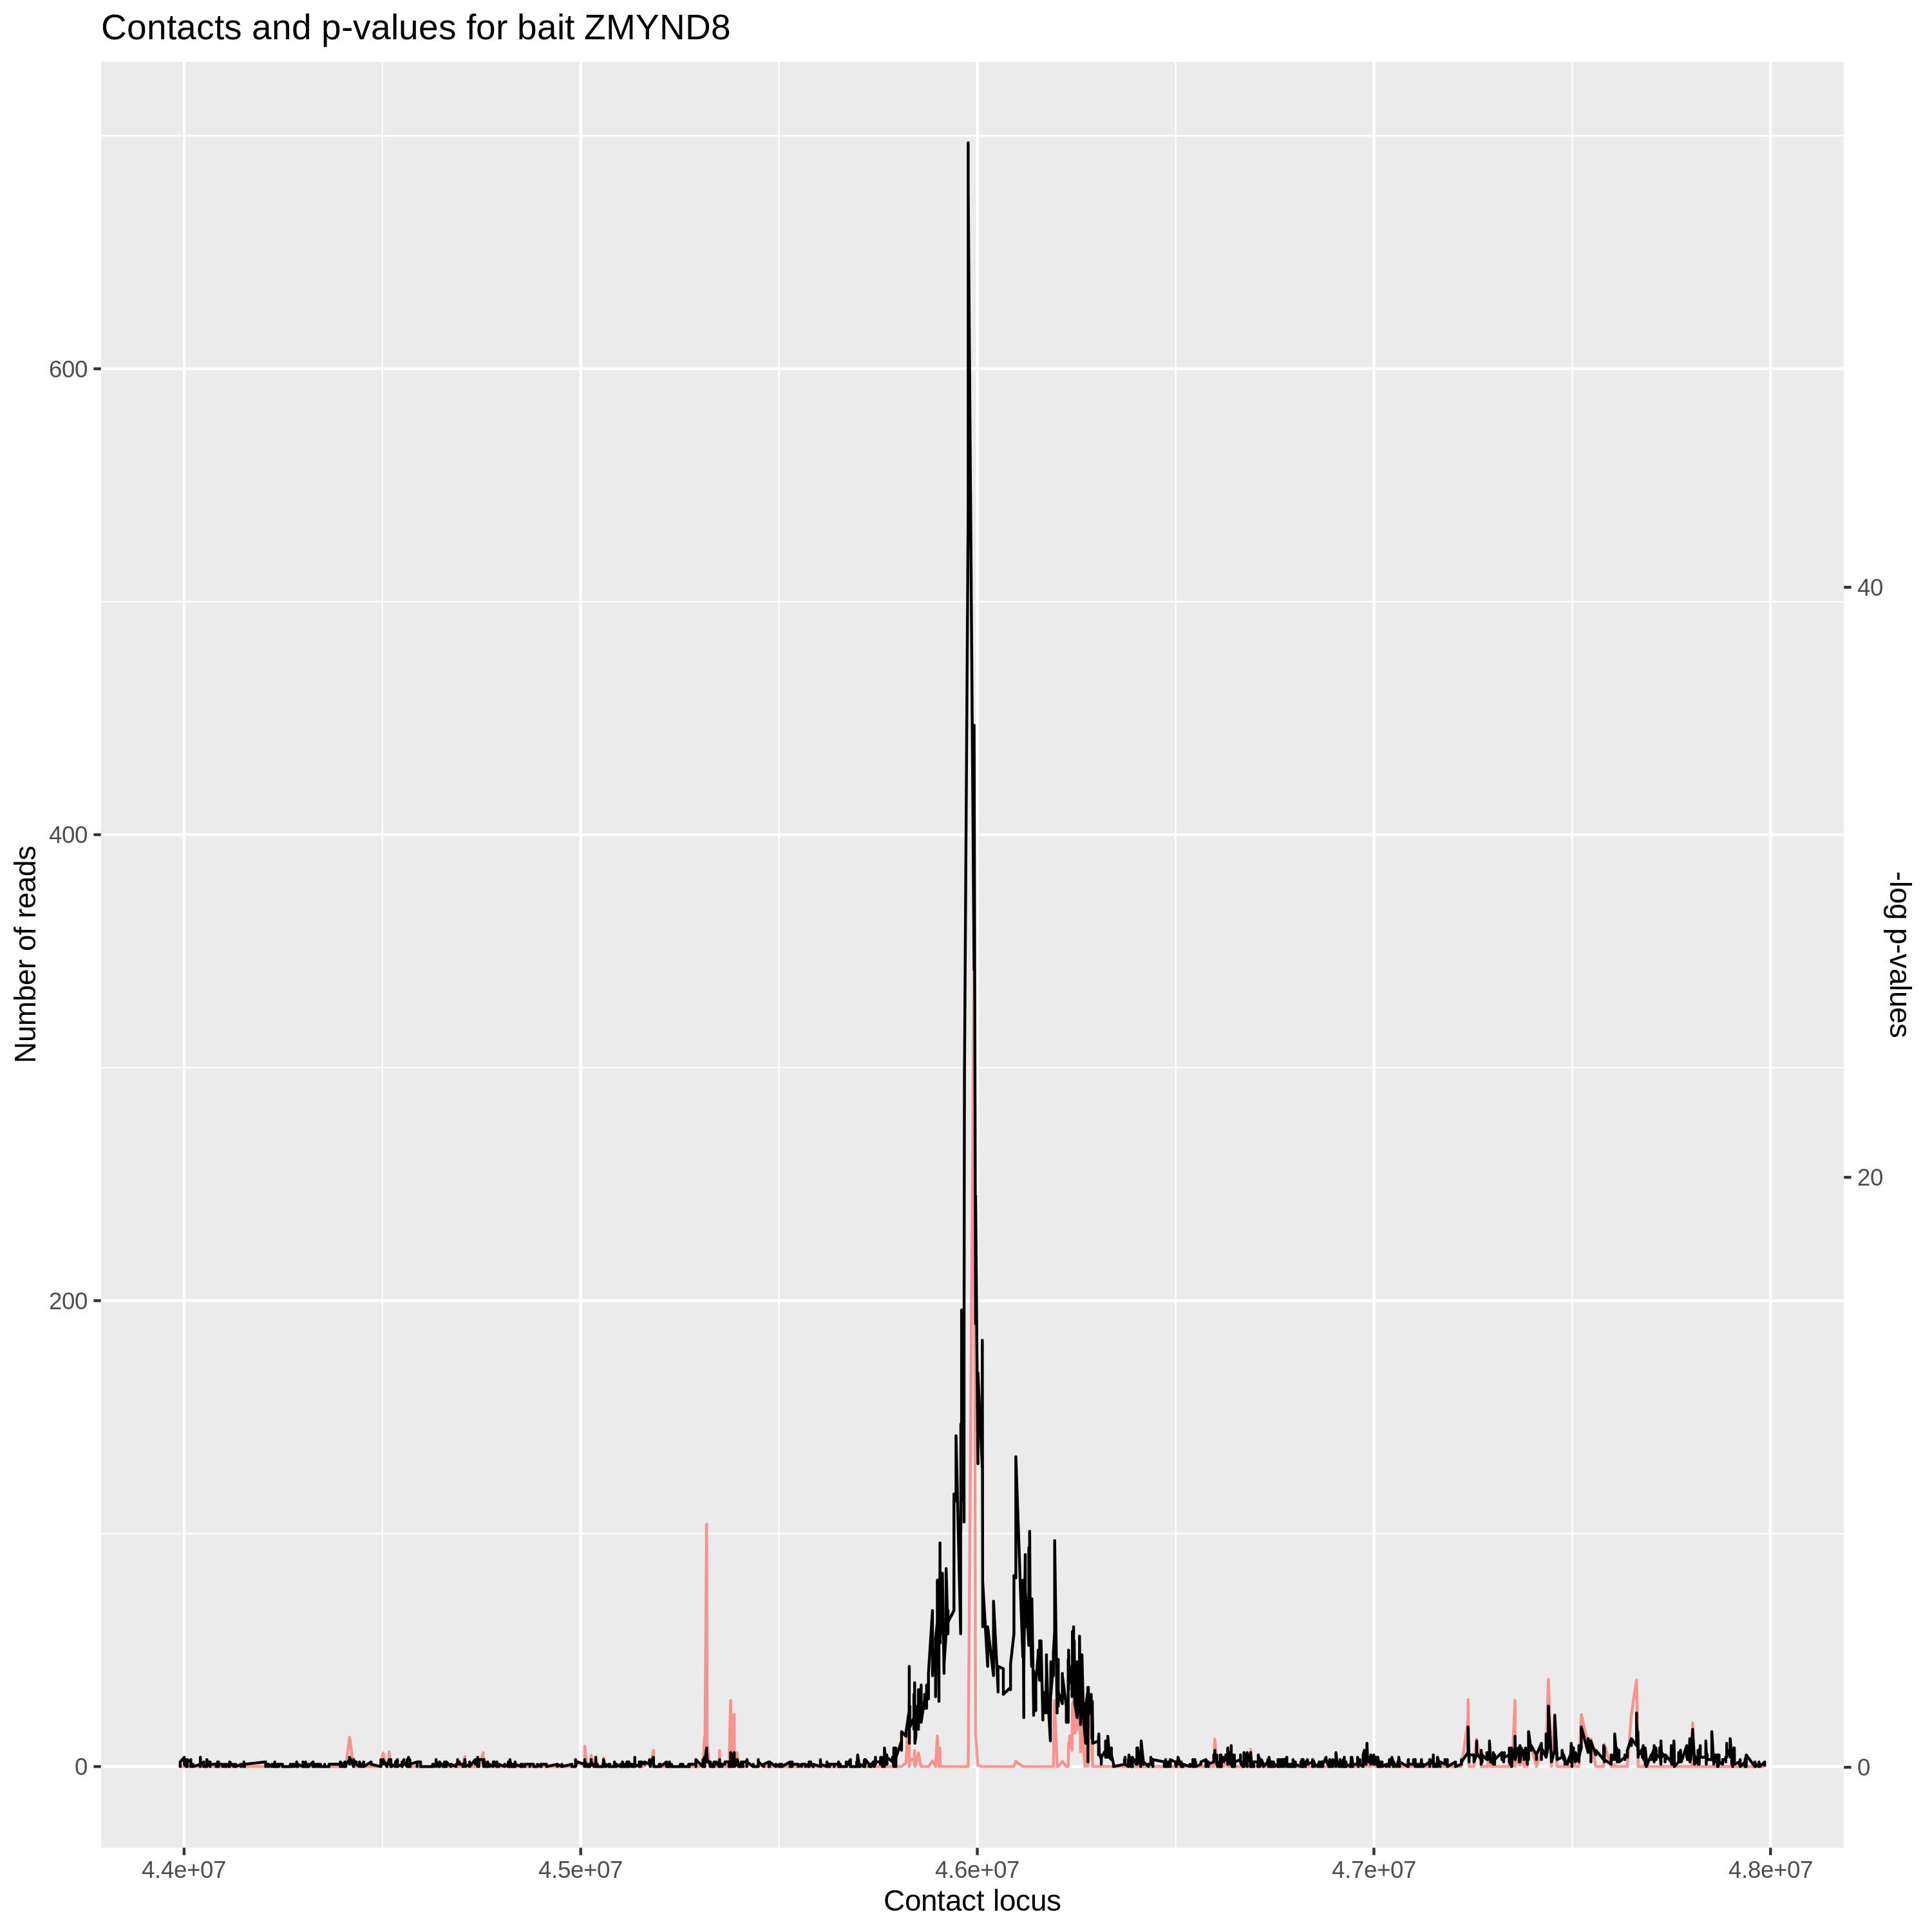 Contacts and p-values for bait ZMYND8
600
400
200
0
Number of reads
40
20
0
-log p-values
4.4e+07
4.5e+07
4.6e+07
4.7e+07
4.8e+07
Contact locus